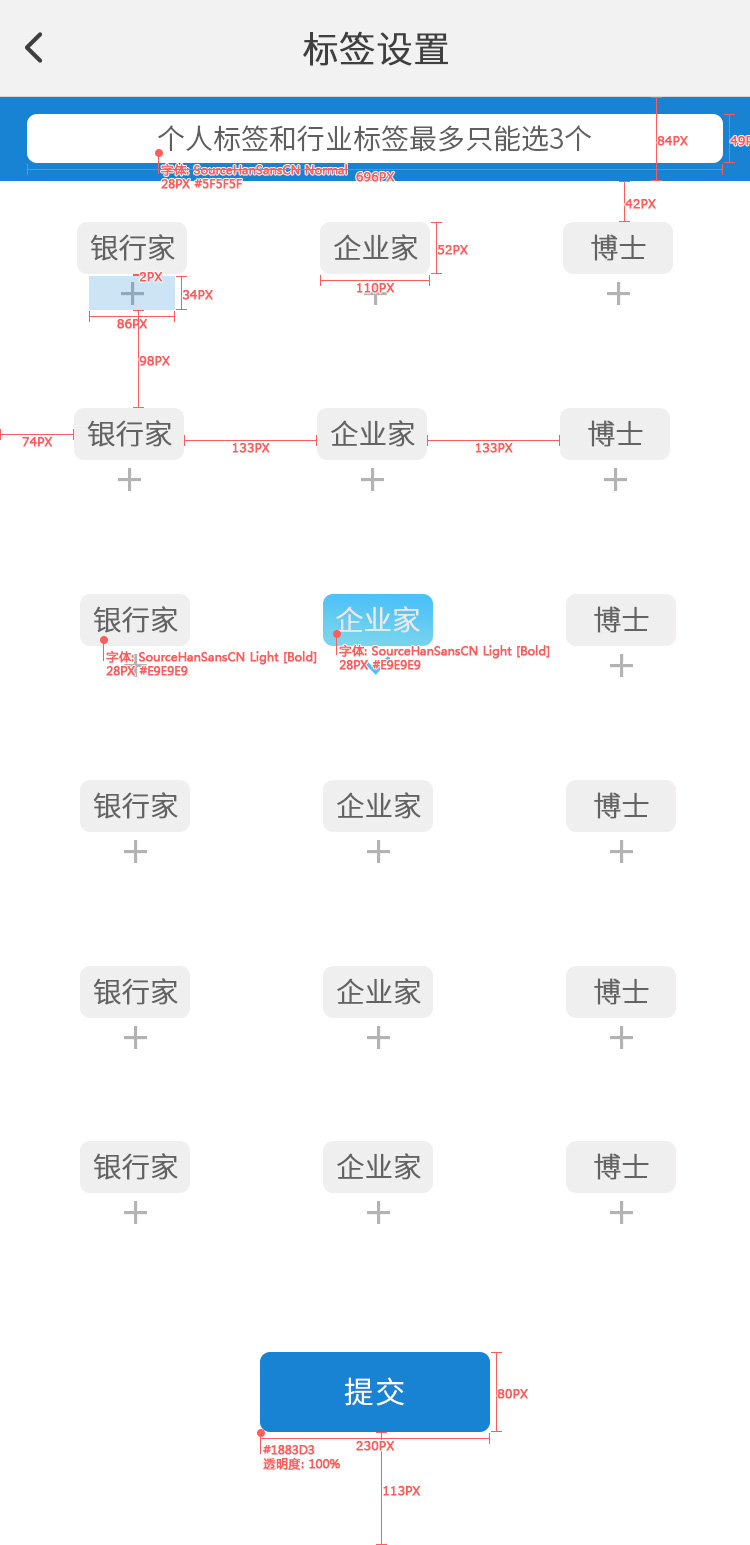 标签设置
个人标签和行业标签最多只能选3个
84PX
49P
字体: SourceHanSansCN Normal
28PX #5F5F5F
696PX
42PX
银行家
企业家
博士
52PX
2PX
34PX
110PX
86PX
98PX
银行家
企业家
博士
74PX
133PX
133PX
银行家
企业家
博士
字体: SourceHanSansCN Light [Bold]
28PX #E9E9E9
字体: SourceHanSansCN Light [Bold]
28PX #E9E9E9
银行家
企业家
博士
银行家
企业家
博士
银行家
企业家
博士
提交
80PX
230PX
#1883D3
透明度: 100%
113PX